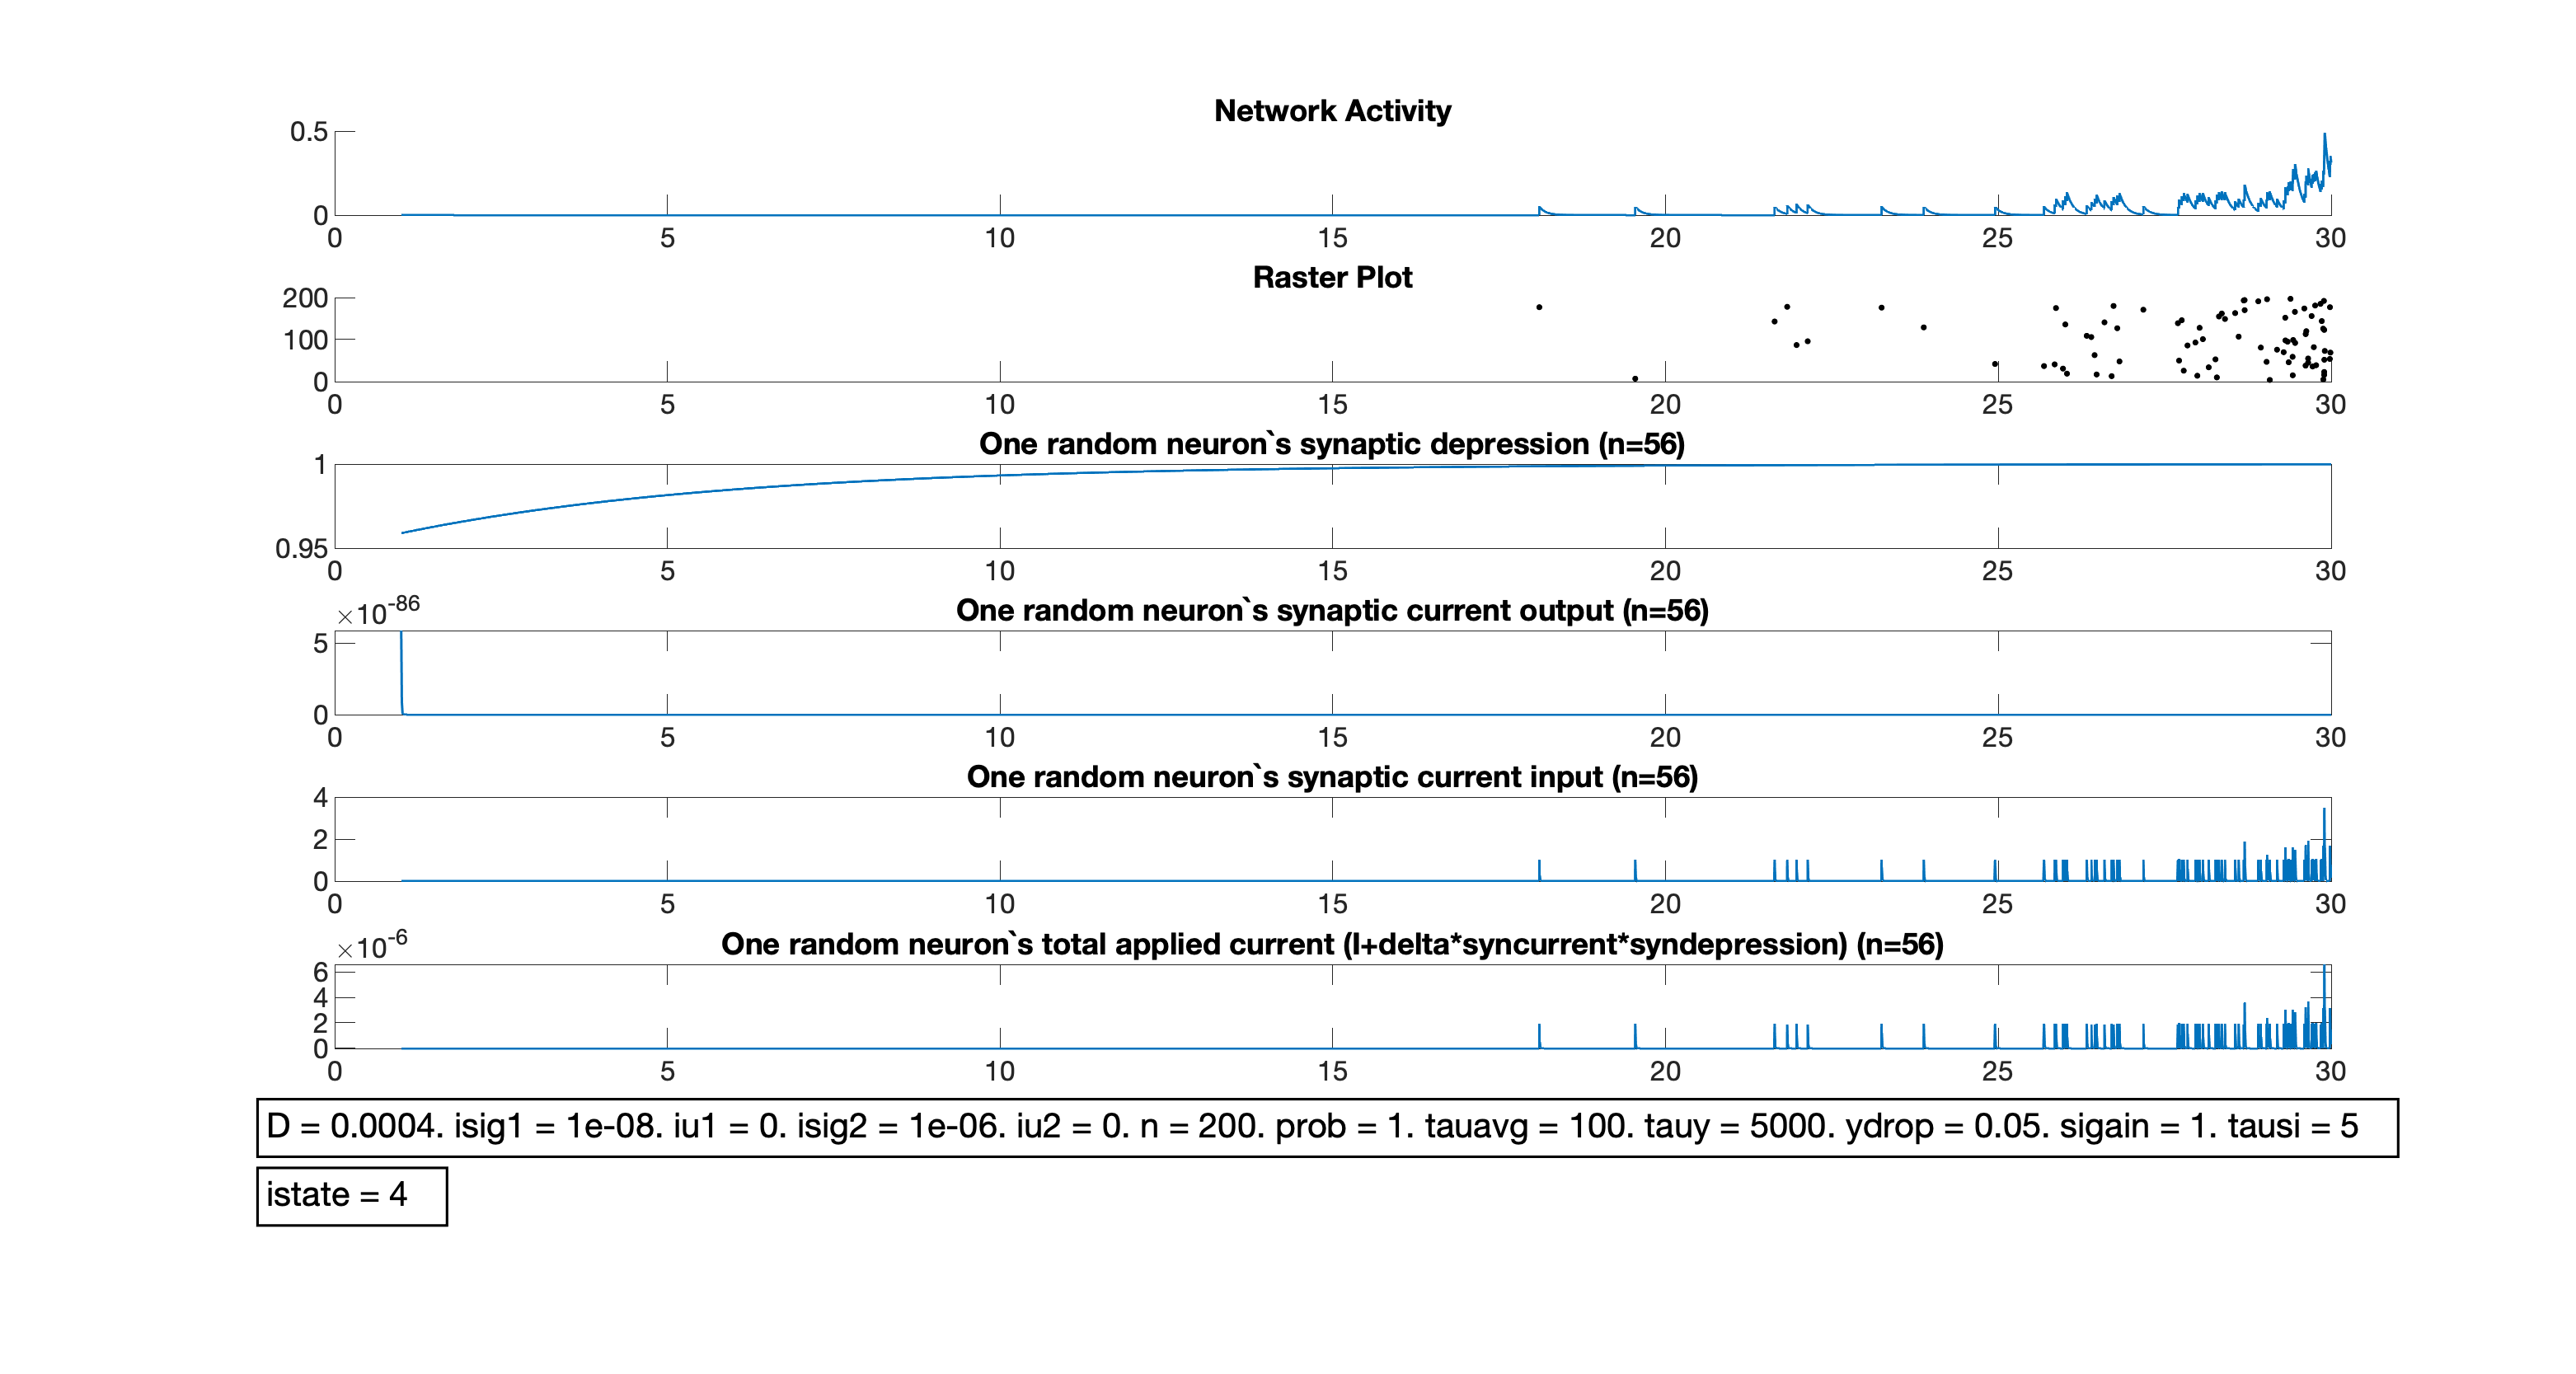 Network Activity
0.5
0
0 5 10 15 20 25 30
Raster Plot
200
100
0
0 5 10 15 20 25 30
One random neuron`s synaptic depression (n=56)
1
0.95
0 5 10 15 20 25 30
One random neuron`s synaptic current output (n=56)
×10-86
5
0
0 5 10 15 20 25 30
One random neuron`s synaptic current input (n=56)
4
2
0
0 5 10 15 20 25 30
One random neuron`s total applied current (I+delta*syncurrent*syndepression) (n=56)
×10-6
6
4
2
0
0 5 10 15 20 25 30
D = 0.0004. isig1 = 1e-08. iu1 = 0. isig2 = 1e-06. iu2 = 0. n = 200. prob = 1. tauavg = 100. tauy = 5000. ydrop = 0.05. sigain = 1. tausi = 5
istate = 4